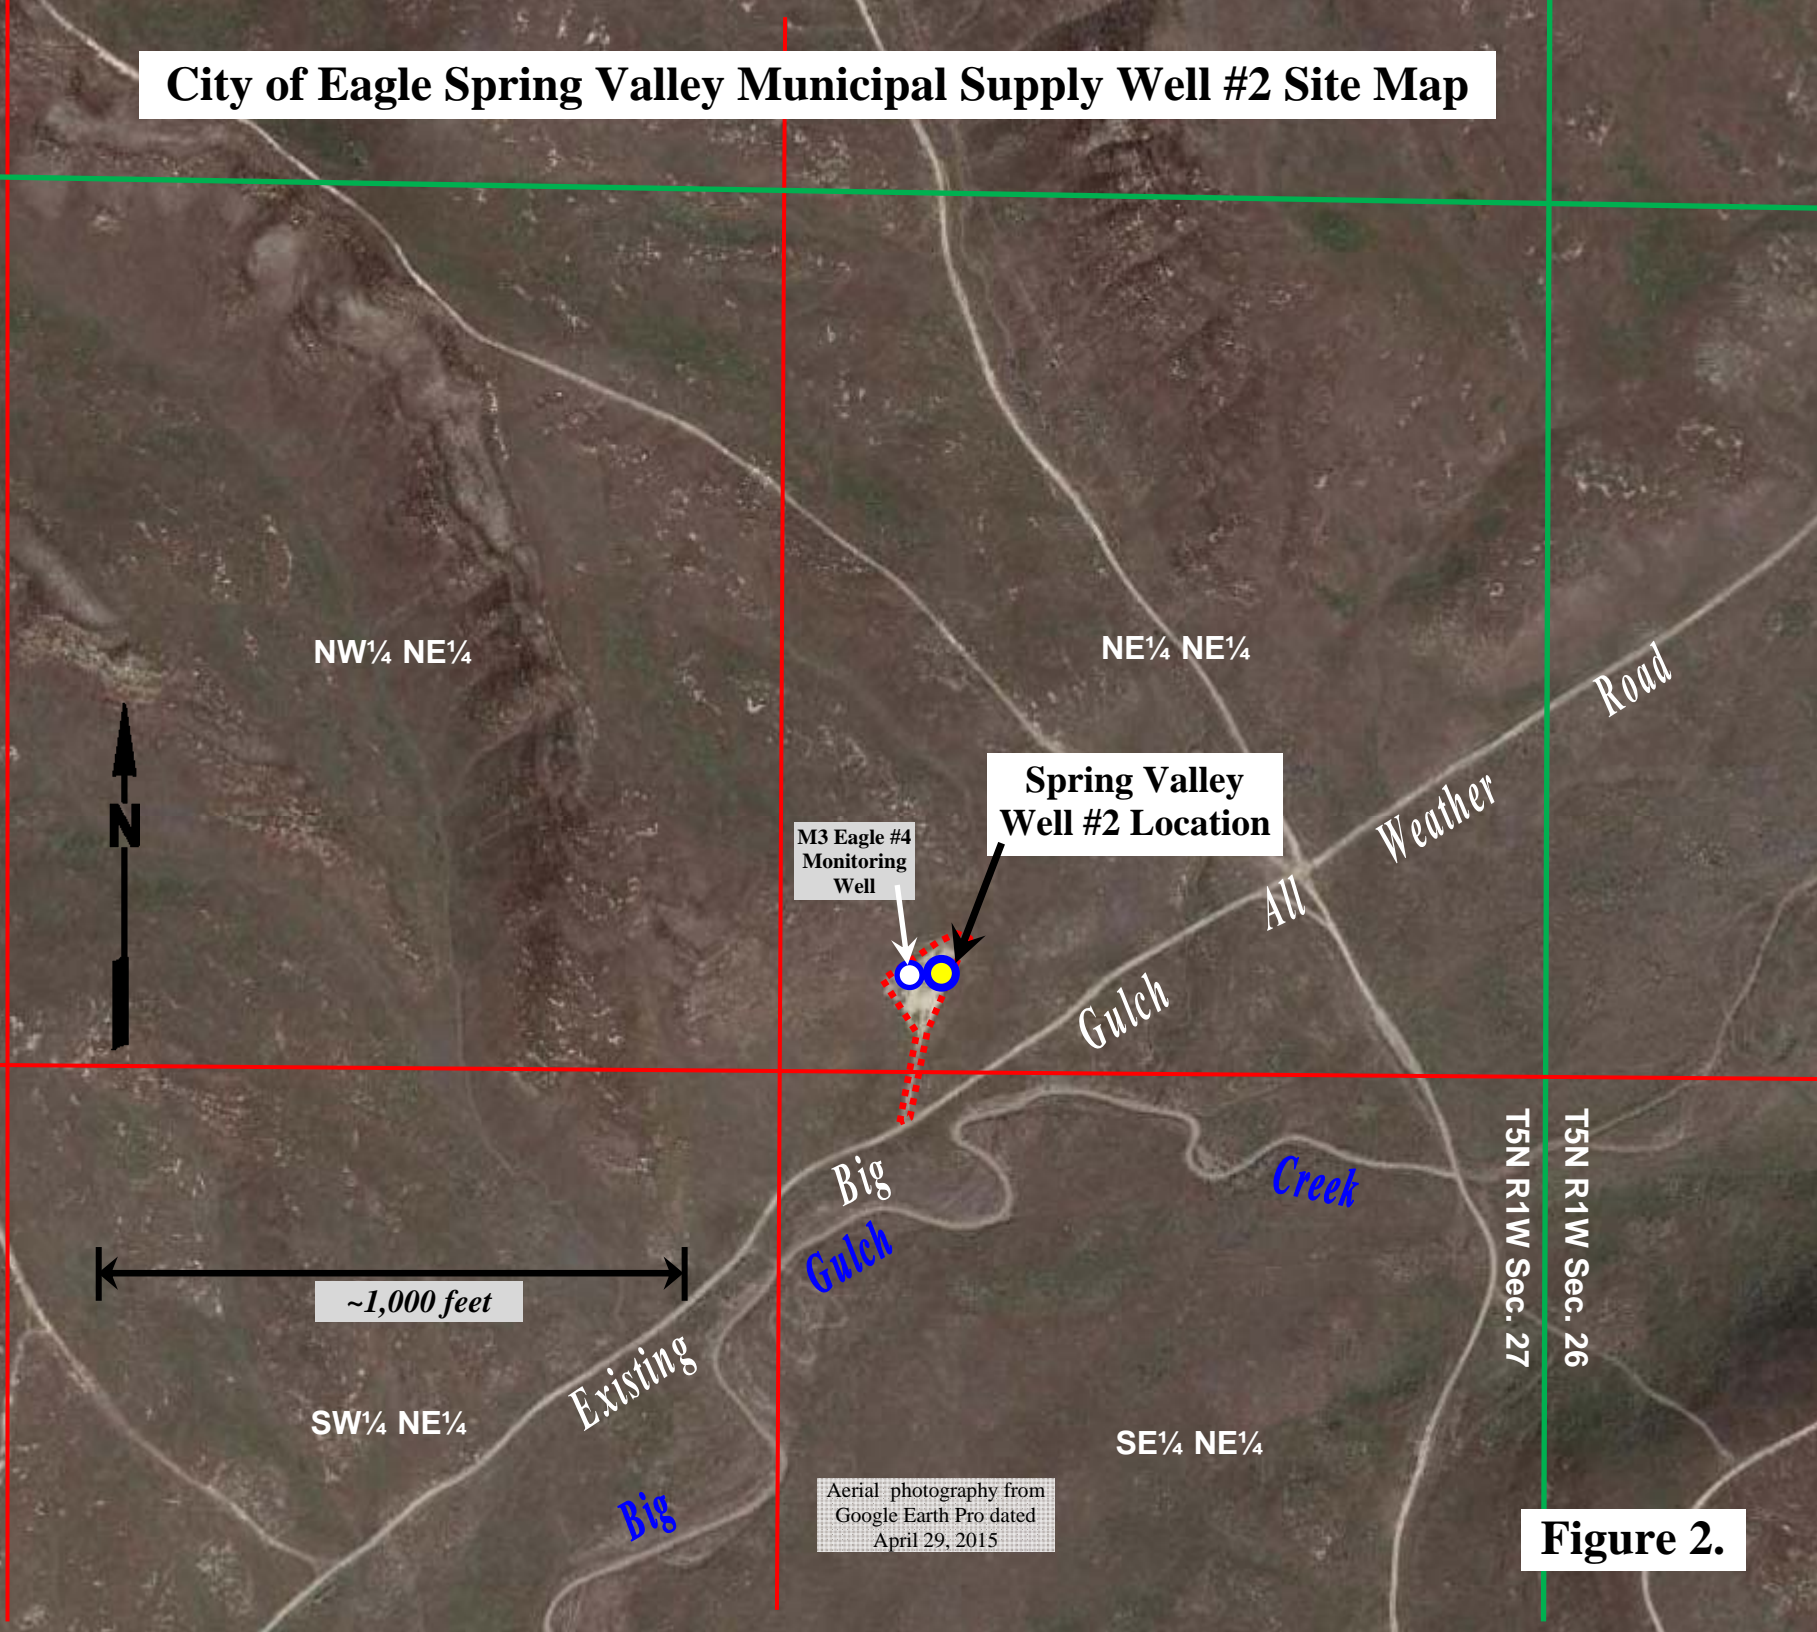 City of Eagle Spring Valley Municipal Supply Well #2 Site Map
NW¼ NE¼
NE¼ NE¼
Road
N
Spring Valley
Well #2 Location
Weather
M3 Eagle #4
Monitoring
Well
All
Gulch
Big
Creek
T5N R1W Sec. 27
T5N R1W Sec. 26
Gulch
~1,000 feet
Existing
SW¼ NE¼
SE¼ NE¼
Big
Aerial photography from
Google Earth Pro dated
April 29, 2015
Figure 2.